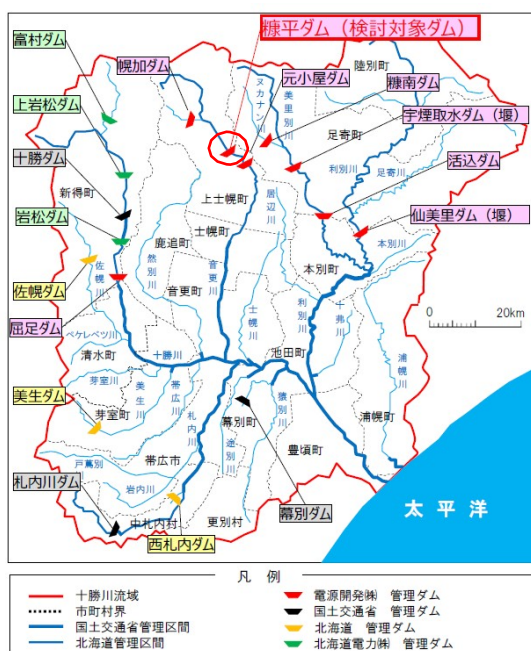 糠平ダム（検討対象ダム）
富村ダム
幌加ダム
元小屋ダム
糠南ダム
陸別町
ヌカナン川
美里別川
上岩松ダム
宇煙取水ダム（堰）
足寄町
足寄川
利別川
活込ダム
十勝ダム
新得町
上士幌町
居辺川
仙美里ダム（堰）
岩松ダム
士幌町
鹿追町
本別川
佐幌ダム
佐幌川
然別川
音更川
本別町
音更町
屈足ダム
士幌川
利別川
十弗川
20km
ペケレベツ川
清水町
十勝川
池田町
浦幌川
芽室川
美生川
帯広川
美生ダム
芽室町
札内川
猿別川
幕別町
浦幌町
途別川
豊頃町
戸蔦別川
帯広市
札内川ダム
岩内川
幕別ダム
太平洋
中札内村
更別村
西札内ダム
凡 例
十勝川流域
電源開発㈱ 管理ダム
市町村界
国土交通省 管理ダム
国土交通省管理区間
北海道 管理ダム
北海道管理区間
北海道電力㈱ 管理ダム